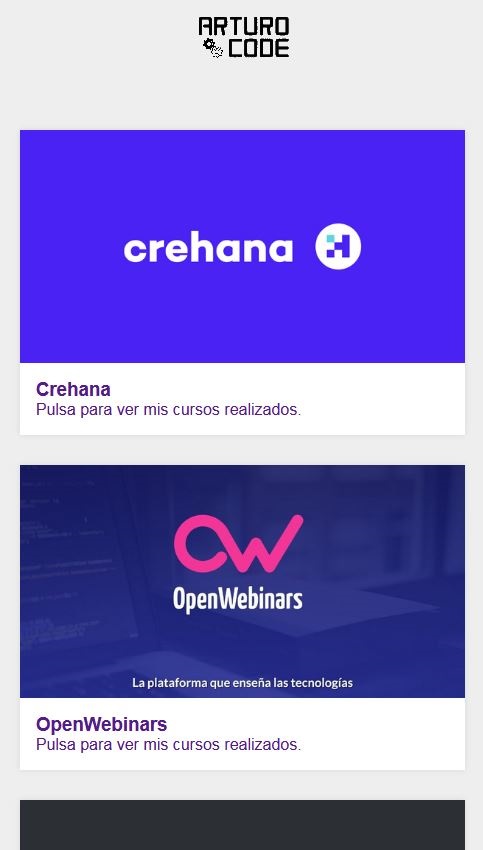 ARTURO
CODE
crehana
Crehana
Pulsa para ver mis cursos realizados.
OpenWebinars
La plataforma que enseña las tecnologías
OpenWebinars
Pulsa para ver mis cursos realizados.